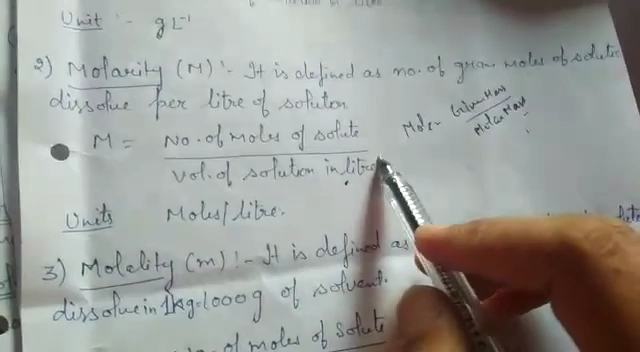 Unit :- g L⁻¹
2) Molarity (M) :- It is defined as no. of gram moles of solute
dissolve per litre of solution
M = No. of moles of solute
Vol. of solution in litre
Mole = Given Mass
Molar Mass
Units Moles/litre.
3) Molality (m) :- It is defined as
dissolve in 1kg. 1000 g of solvent.
No. of moles of Solute